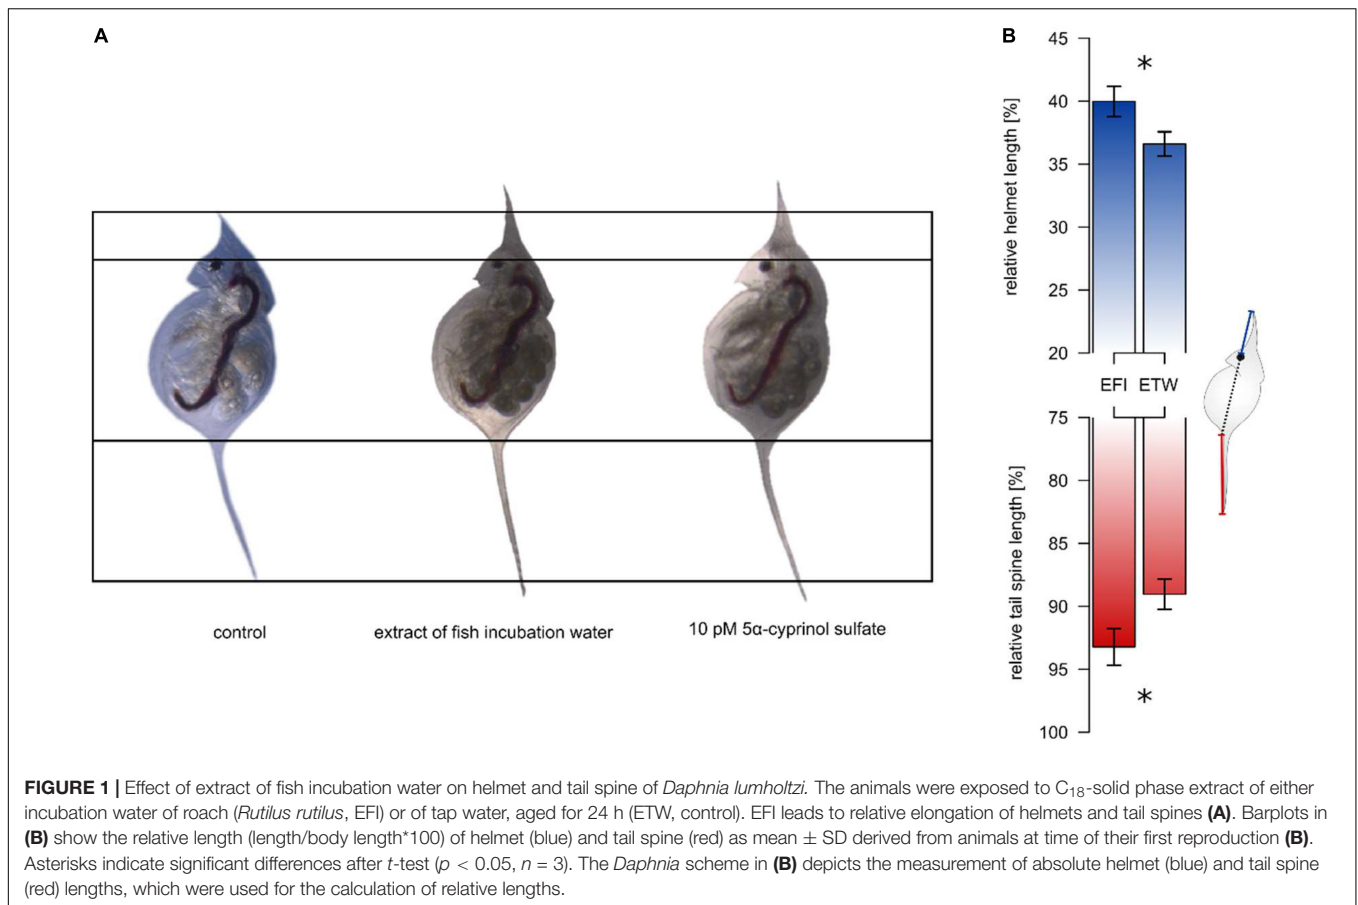 A
control
extract of fish incubation water
10 pM 5α-cyprinol sulfate
B
relative helmet length [%]
45
40
35
30
25
20
*
EFI ETW
relative tail spine length [%]
75
80
85
90
95
100
*
FIGURE 1 | Effect of extract of fish incubation water on helmet and tail spine of Daphnia lumholtzi. The animals were exposed to C18-solid phase extract of either
incubation water of roach (Rutilus rutilus, EFI) or of tap water, aged for 24 h (ETW, control). EFI leads to relative elongation of helmets and tail spines (A). Barplots in
(B) show the relative length (length/body length*100) of helmet (blue) and tail spine (red) as mean ± SD derived from animals at time of their first reproduction (B).
Asterisks indicate significant differences after t-test (p < 0.05, n = 3). The Daphnia scheme in (B) depicts the measurement of absolute helmet (blue) and tail spine
(red) lengths, which were used for the calculation of relative lengths.